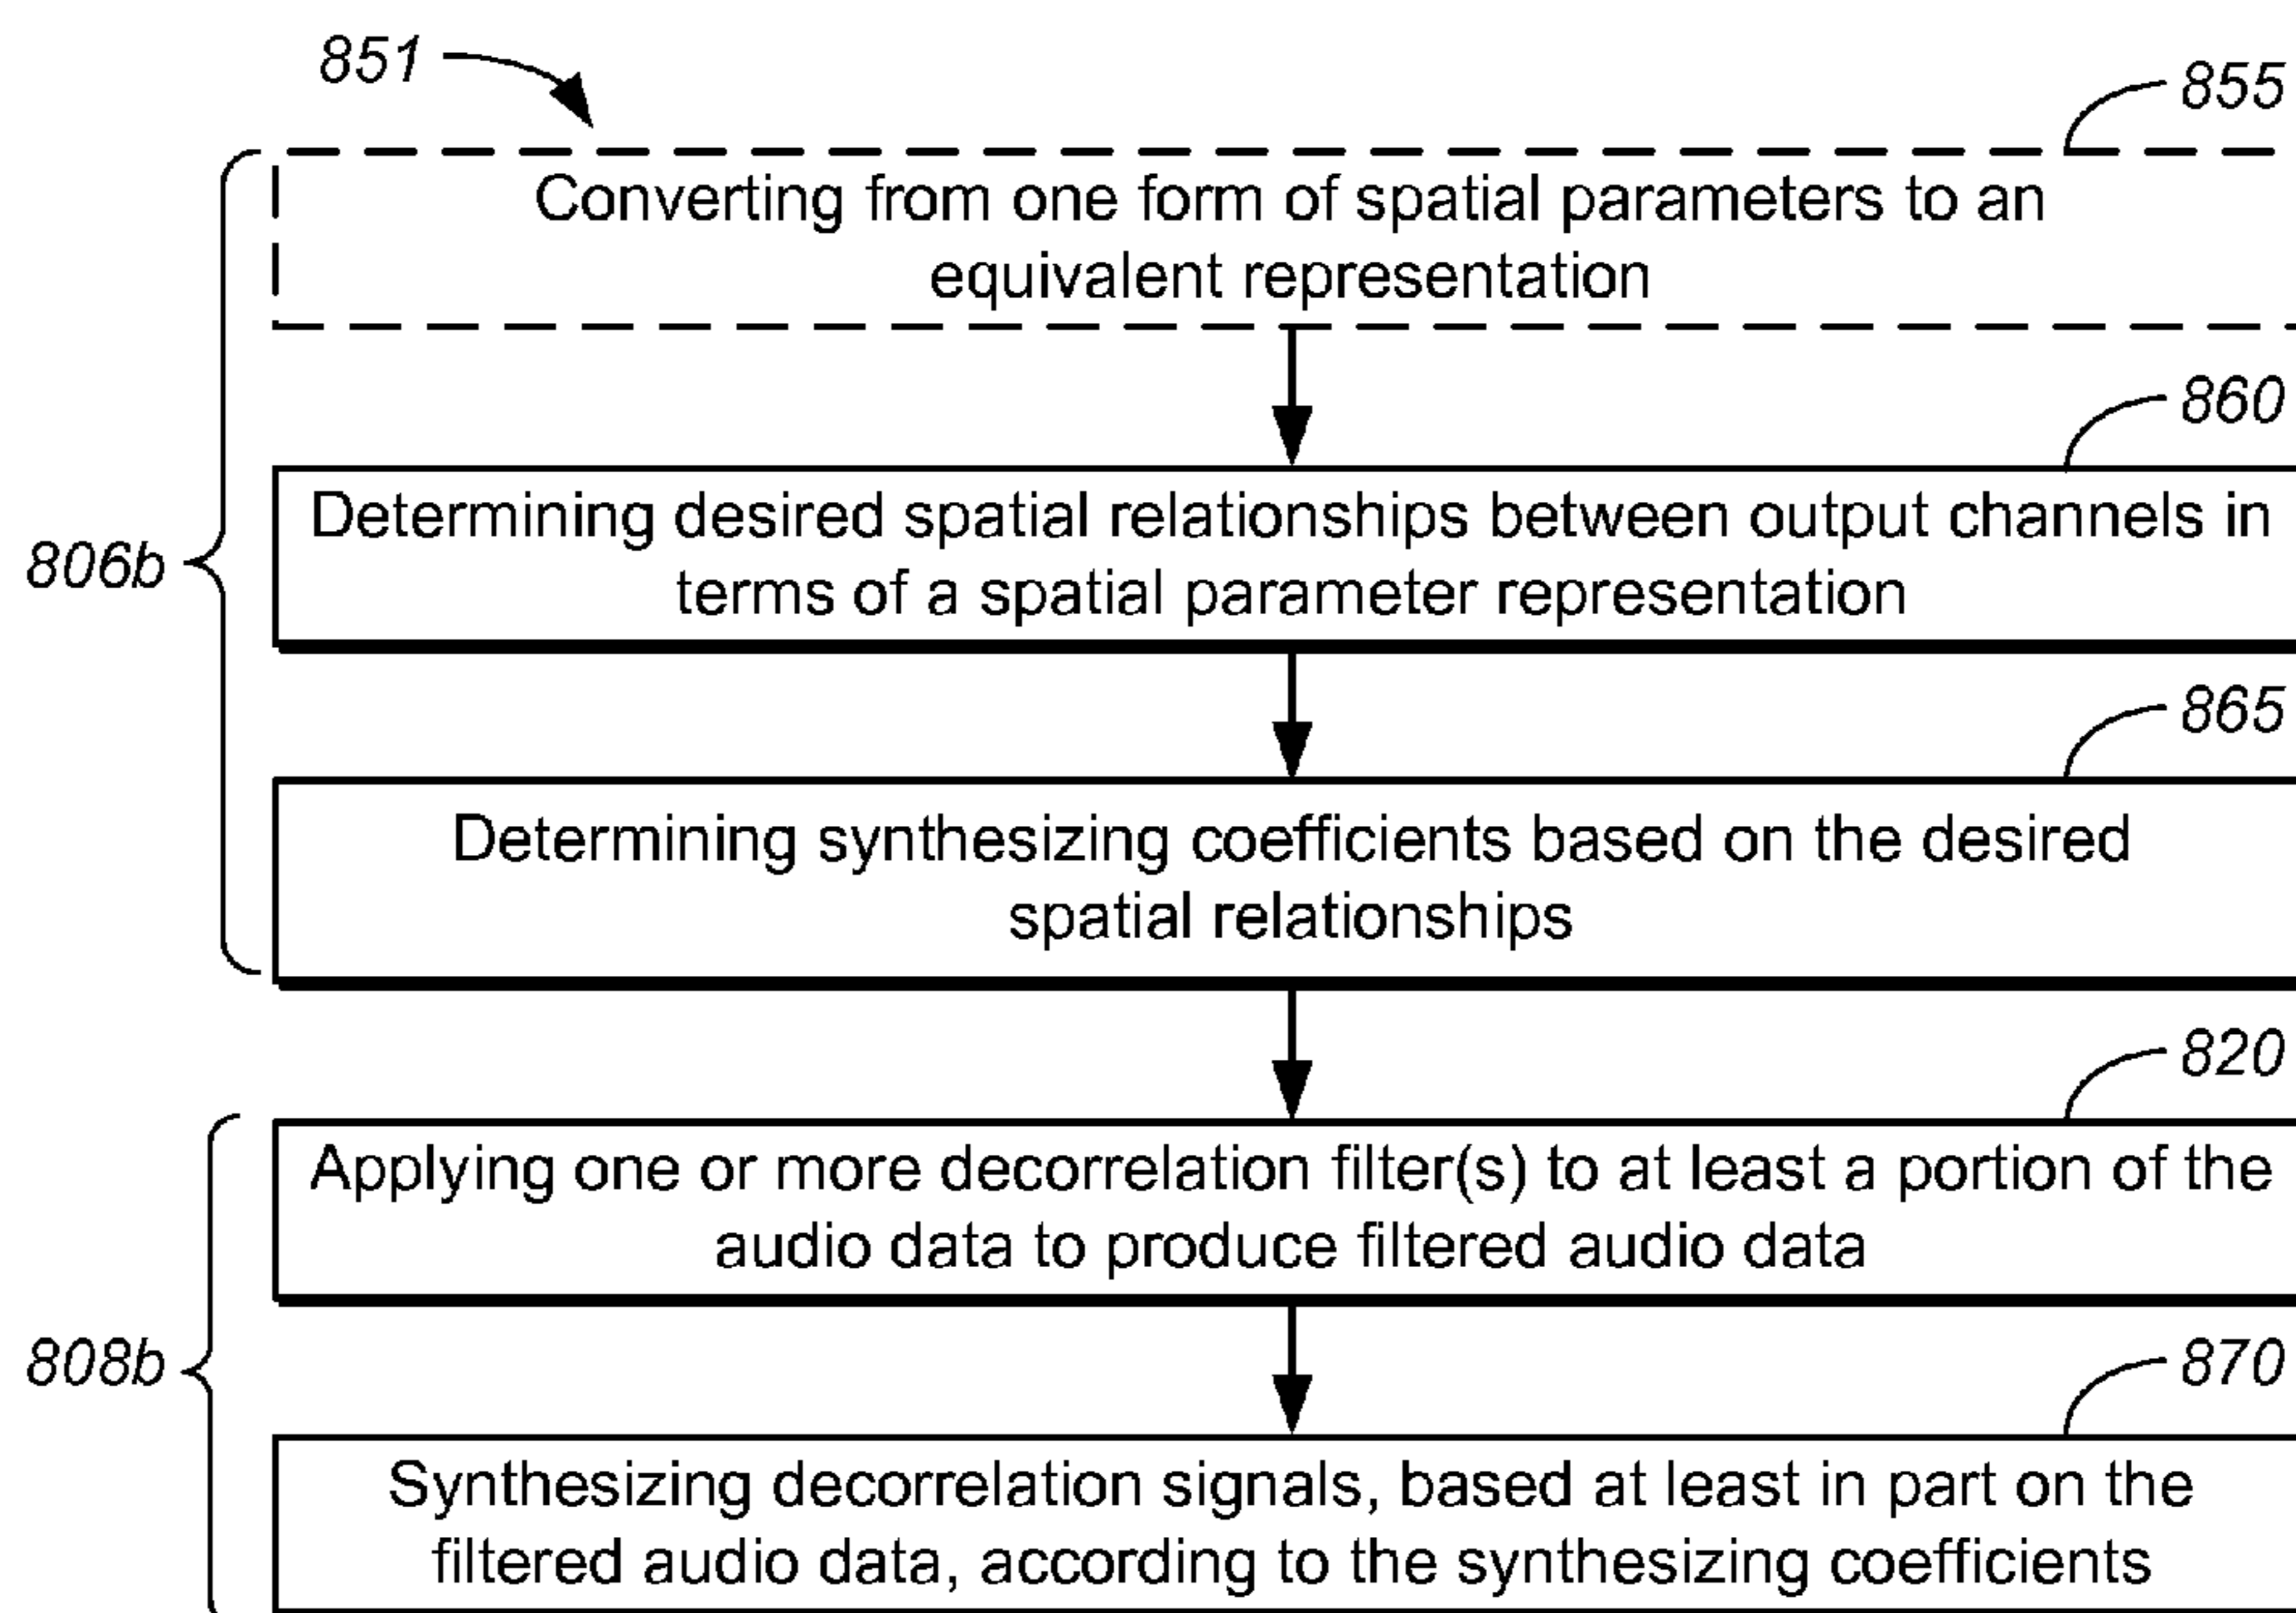 851
855
Converting from one form of spatial parameters to an
equivalent representation
860
Determining desired spatial relationships between output channels in
terms of a spatial parameter representation
806b
865
Determining synthesizing coefficients based on the desired
spatial relationships
820
Applying one or more decorrelation filter(s) to at least a portion of the
audio data to produce filtered audio data
808b
870
Synthesizing decorrelation signals, based at least in part on the
filtered audio data, according to the synthesizing coefficients